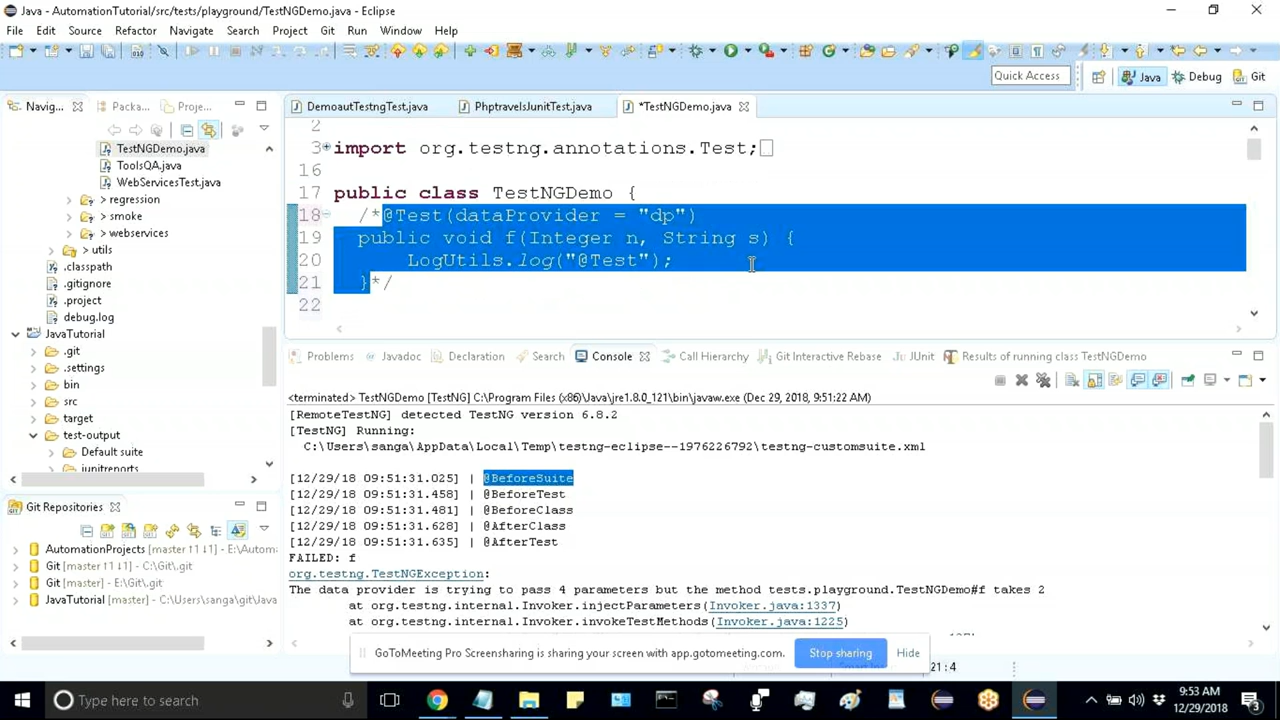 Java - AutomationTutorial/src/tests/playground/TestNGDemo.java - Eclipse
File Edit Source Refactor Navigate Search Project Git Run Window Help
Quick Access
Java
Debug
Git
Navig...
Packa...
Proje...
TestNGDemo.java
ToolsQA.java
WebServicesTest.java
> regression
> smoke
> webservices
> utils
.classpath
.gitignore
.project
debug.log
JavaTutorial
.git
.settings
bin
src
target
test-output
Default suite
junitreports
Git Repositories
AutomationProjects [master ↑1 ↓1] - E:\Autom
Git [master ↑1 ↓1] - C:\Git\.git
Git [master] - E:\Git\.git
JavaTutorial [master] - C:\Users\sanga\git\Java
DemoautTestngTest.java
PhptravelsJunitTest.java
*TestNGDemo.java
2
3 import org.testng.annotations.Test;
16
17 public class TestNGDemo {
18 /*@Test(dataProvider = "dp")
19 public void f(Integer n, String s) {
20 LogUtils.log("@Test");
21 }*/
22
Problems
Javadoc
Declaration
Search
Console
Call Hierarchy
Git Interactive Rebase
JUnit
Results of running class TestNGDemo
<terminated> TestNGDemo [TestNG] C:\Program Files (x86)\Java\jre1.8.0_121\bin\javaw.exe (Dec 29, 2018, 9:51:22 AM)
[RemoteTestNG] detected TestNG version 6.8.2
[TestNG] Running:
C:\Users\sanga\AppData\Local\Temp\testng-eclipse--1976226792\testng-customsuite.xml
[12/29/18 09:51:31.025] | @BeforeSuite
[12/29/18 09:51:31.458] | @BeforeTest
[12/29/18 09:51:31.481] | @BeforeClass
[12/29/18 09:51:31.628] | @AfterClass
[12/29/18 09:51:31.635] | @AfterTest
FAILED: f
org.testng.TestNGException:
The data provider is trying to pass 4 parameters but the method tests.playground.TestNGDemo#f takes 2
at org.testng.internal.Invoker.injectParameters(Invoker.java:1337)
at org.testng.internal.Invoker.invokeTestMethods(Invoker.java:1225)
GoToMeeting Pro Screensharing is sharing your screen with app.gotomeeting.com.
Stop sharing
Hide
21 : 4
Type here to search
9:53 AM
12/29/2018
3